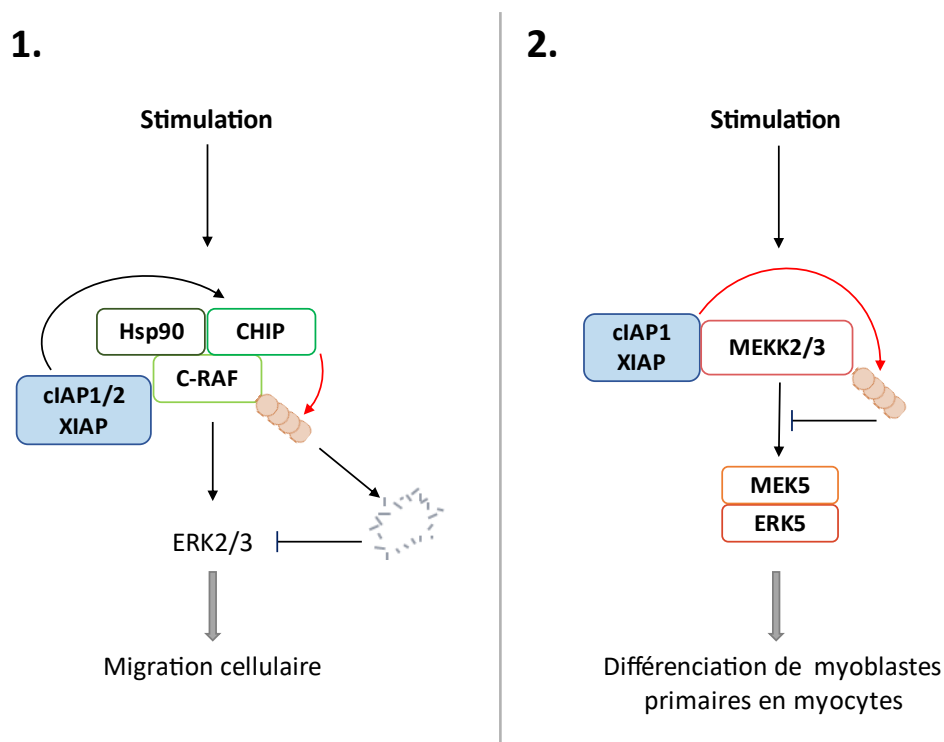 1.
Stimulation
Hsp90
CHIP
C-RAF
cIAP1/2
XIAP
ERK2/3
Migration cellulaire
2.
Stimulation
cIAP1
XIAP
MEKK2/3
MEK5
ERK5
Différenciation de myoblastes
primaires en myocytes